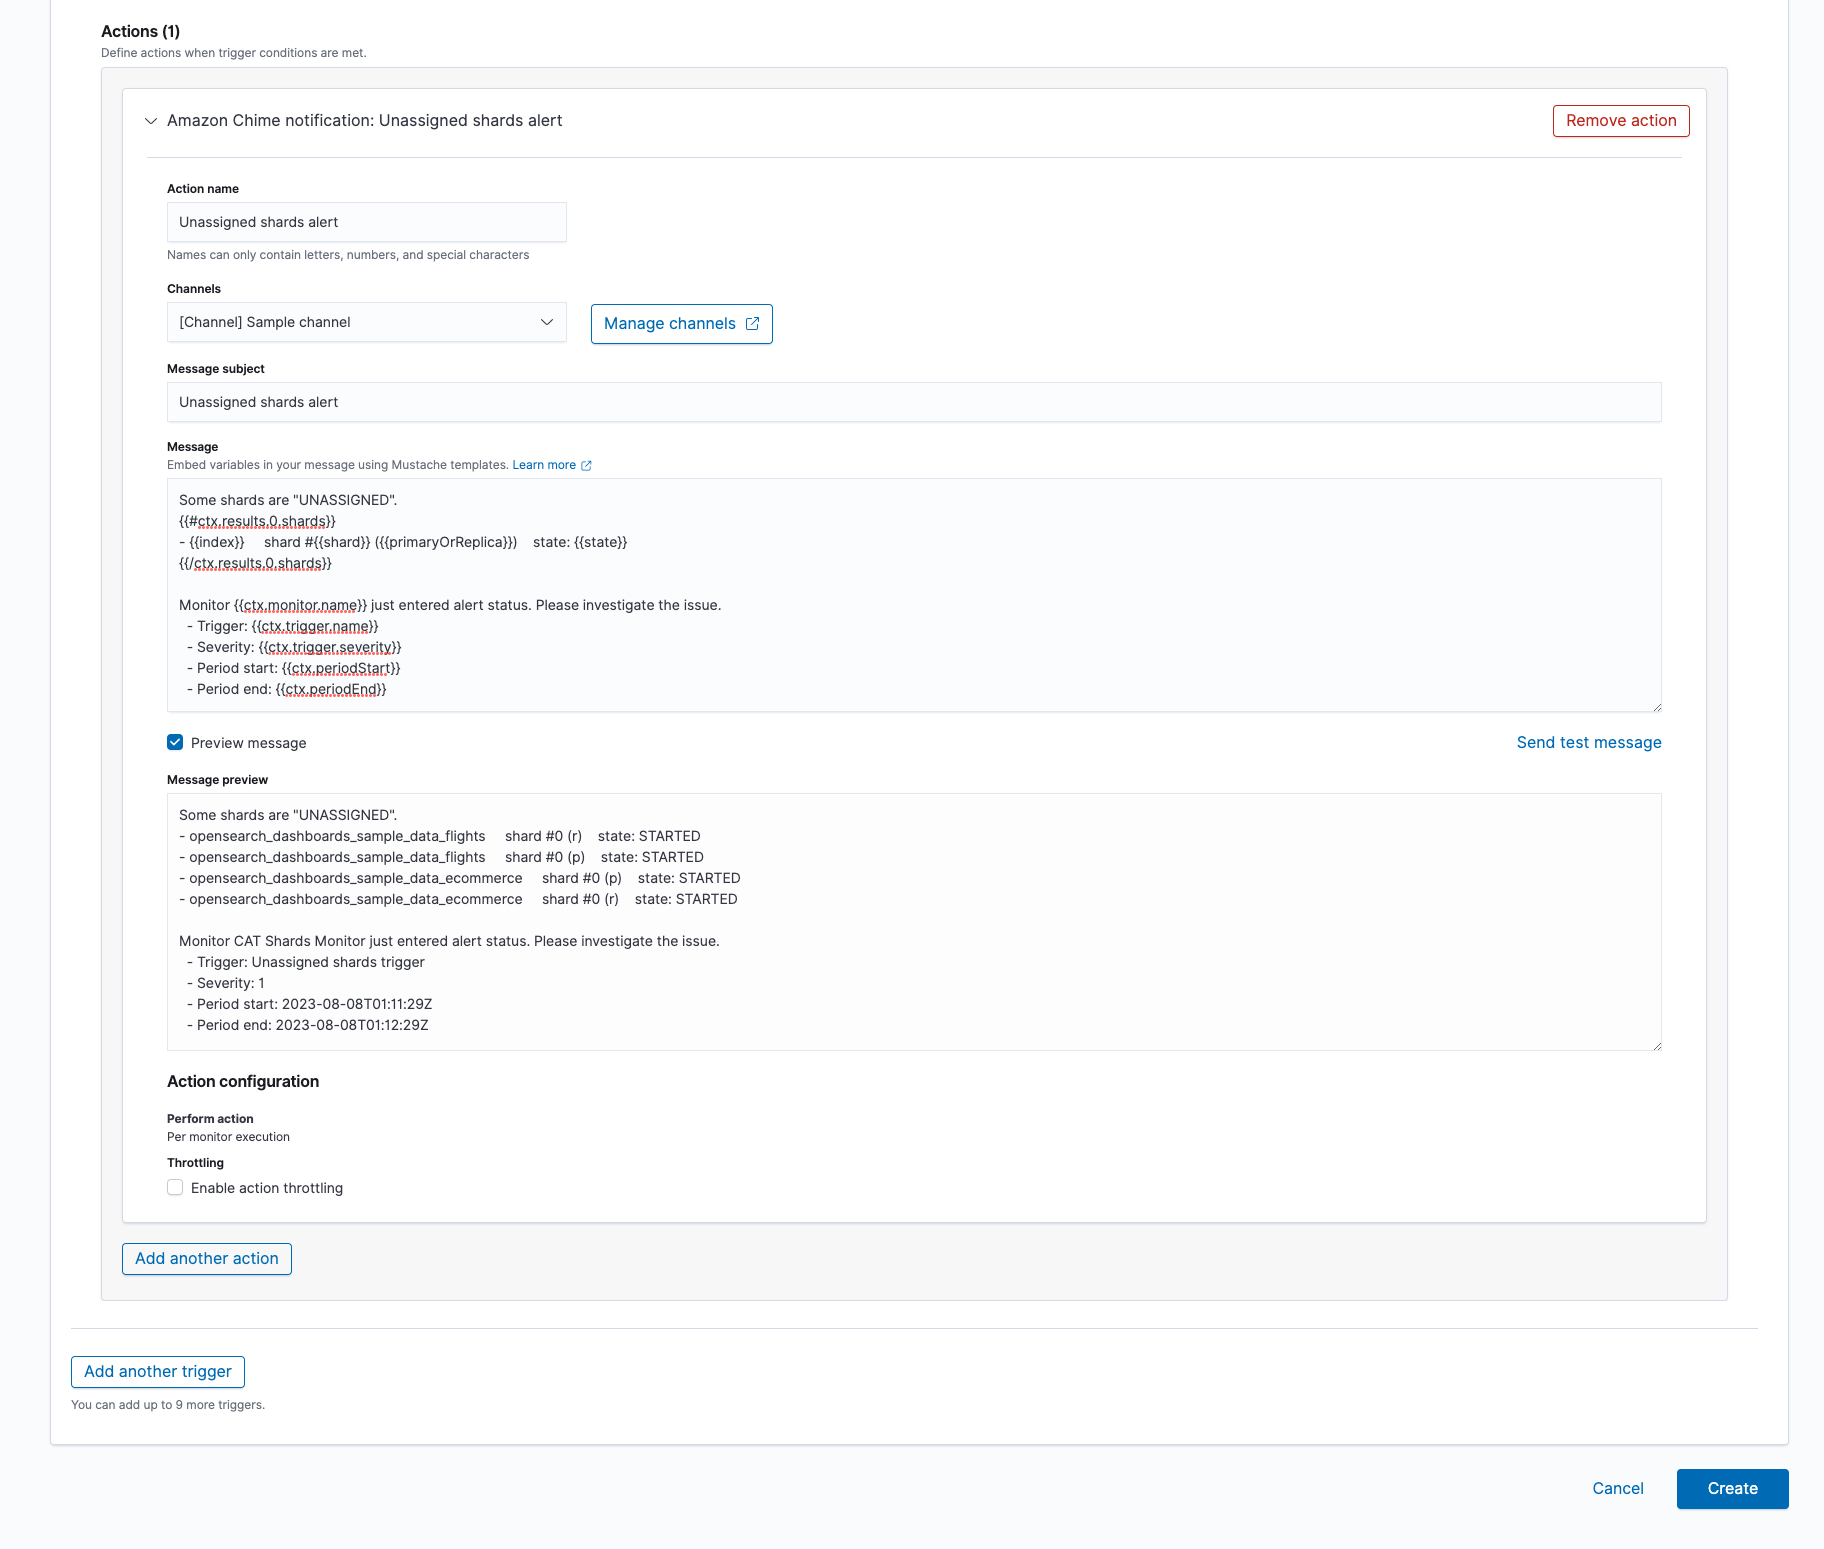 Actions (1)
Define actions when trigger conditions are met.
Amazon Chime notification: Unassigned shards alert
Remove action
Action name
Unassigned shards alert
Names can only contain letters, numbers, and special characters
Channels
[Channel] Sample channel
Manage channels
Message subject
Unassigned shards alert
Message
Embed variables in your message using Mustache templates. Learn more
Some shards are "UNASSIGNED".
{{#ctx.results.0.shards}}
- {{index}}     shard #{{shard}} ({{primaryOrReplica}})    state: {{state}}
{{/ctx.results.0.shards}}
Monitor {{ctx.monitor.name}} just entered alert status. Please investigate the issue.
- Trigger: {{ctx.trigger.name}}
- Severity: {{ctx.trigger.severity}}
- Period start: {{ctx.periodStart}}
- Period end: {{ctx.periodEnd}}
Preview message
Send test message
Message preview
Some shards are "UNASSIGNED".
- opensearch_dashboards_sample_data_flights     shard #0 (r)    state: STARTED
- opensearch_dashboards_sample_data_flights     shard #0 (p)    state: STARTED
- opensearch_dashboards_sample_data_ecommerce     shard #0 (p)    state: STARTED
- opensearch_dashboards_sample_data_ecommerce     shard #0 (r)    state: STARTED
Monitor CAT Shards Monitor just entered alert status. Please investigate the issue.
- Trigger: Unassigned shards trigger
- Severity: 1
- Period start: 2023-08-08T01:11:29Z
- Period end: 2023-08-08T01:12:29Z
Action configuration
Perform action
Per monitor execution
Throttling
Enable action throttling
Add another action
Add another trigger
You can add up to 9 more triggers.
Cancel
Create